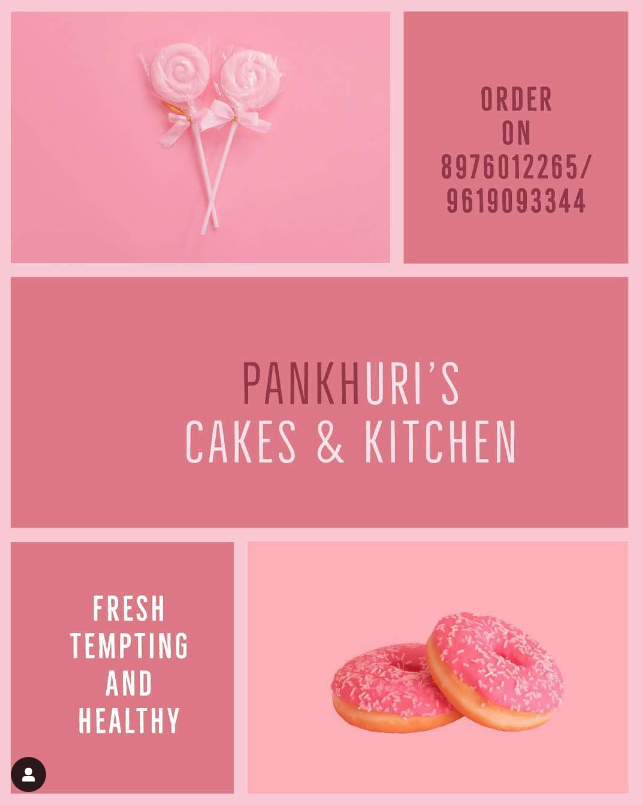 ORDER
ON
8976012265/
9619093344
PANKHURI'S
CAKES & KITCHEN
FRESH
TEMPTING
AND
HEALTHY